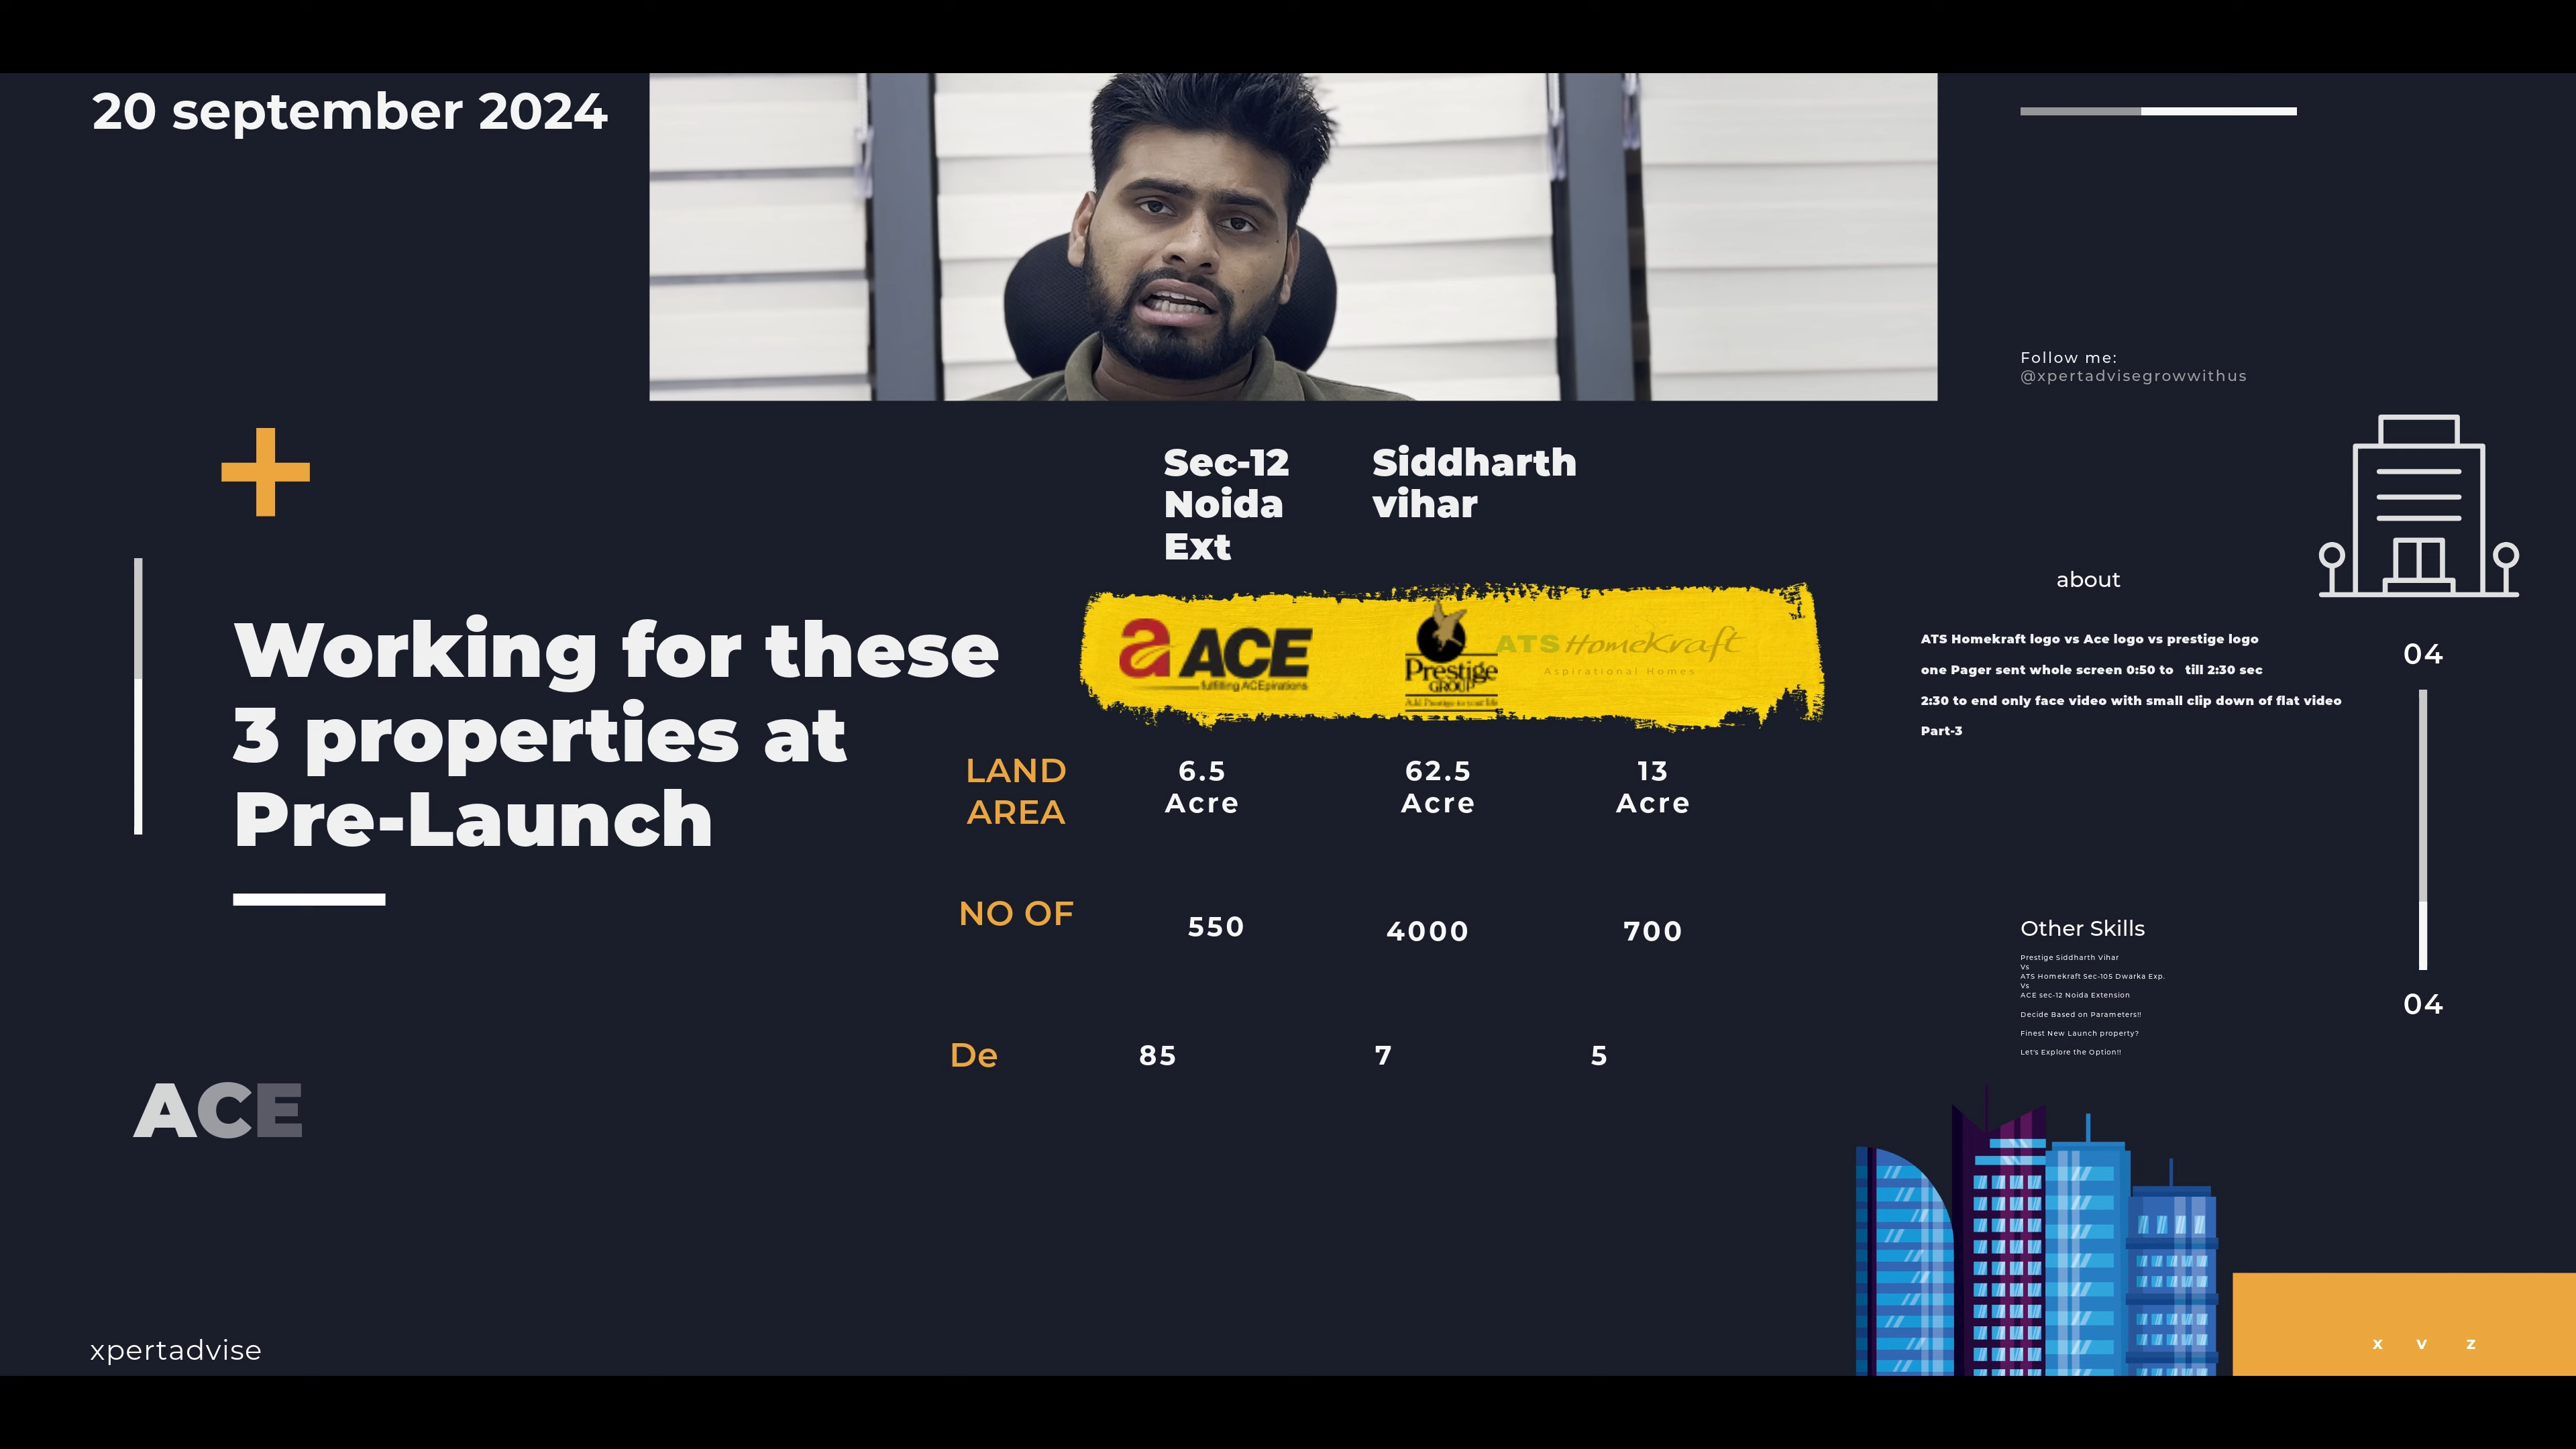 20 september 2024
Follow me:
@xpertadvisegrowwithus
Sec-12
Noida
Ext
Siddharth
vihar
Working for these
3 properties at
Pre-Launch
a ACE
fulfilling ACEpirations
Prestige
GROUP
Add Prestige to your life
ATS HomeKraft
Aspirational Homes
LAND
AREA
6.5
Acre
62.5
Acre
13
Acre
NO OF
550
4000
700
De
85
7
5
about
ATS Homekraft logo vs Ace logo vs prestige logo
one Pager sent whole screen 0:50 to till 2:30 sec
2:30 to end only face video with small clip down of flat video
Part-3
04
04
Other Skills
Prestige Siddharth Vihar
Vs
ATS Homekraft Sec-105 Dwarka Exp.
Vs
ACE sec-12 Noida Extension
Decide Based on Parameters!!
Finest New Launch property?
Let's Explore the Option!!
ACE
xpertadvise
x v z